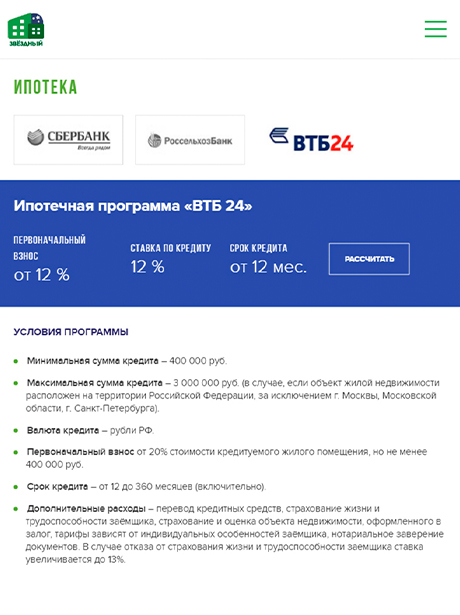 ЗВЁЗДНЫЙ
ИПОТЕКА
СБЕРБАНК
Всегда рядом
РоссельхозБанк
ВТБ24
Ипотечная программа «ВТБ 24»
ПЕРВОНАЧАЛЬНЫЙ
ВЗНОС
от 12 %
СТАВКА ПО КРЕДИТУ
12 %
СРОК КРЕДИТА
от 12 мес.
РАССЧИТАТЬ
УСЛОВИЯ ПРОГРАММЫ
Минимальная сумма кредита – 400 000 руб.
Максимальная сумма кредита – 3 000 000 руб. (в случае, если объект жилой недвижимости
расположен на территории Российской Федерации, за исключением г. Москвы, Московской
области, г. Санкт-Петербурга).
Валюта кредита – рубли РФ.
Первоначальный взнос от 20% стоимости кредитуемого жилого помещения, но не менее
400 000 руб.
Срок кредита – от 12 до 360 месяцев (включительно).
Дополнительные расходы – перевод кредитных средств, страхование жизни и
трудоспособности заёмщика, страхование и оценка объекта недвижимости, оформленного в
залог, тарифы зависят от индивидуальных особенностей заёмщика, нотариальное заверение
документов. В случае отказа от страхования жизни и трудоспособности заемщика ставка
увеличивается до 13%.